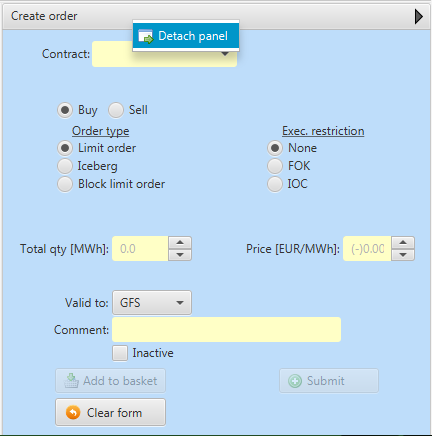 Create order
Detach panel
Contract:
Buy Sell
Order type Exec. restriction
Limit order None
Iceberg FOK
Block limit order IOC
Total qty [MWh]: 0.0 Price [EUR/MWh]: (-)0.00
Valid to: GFS
Comment:
Inactive
Add to basket Submit
Clear form